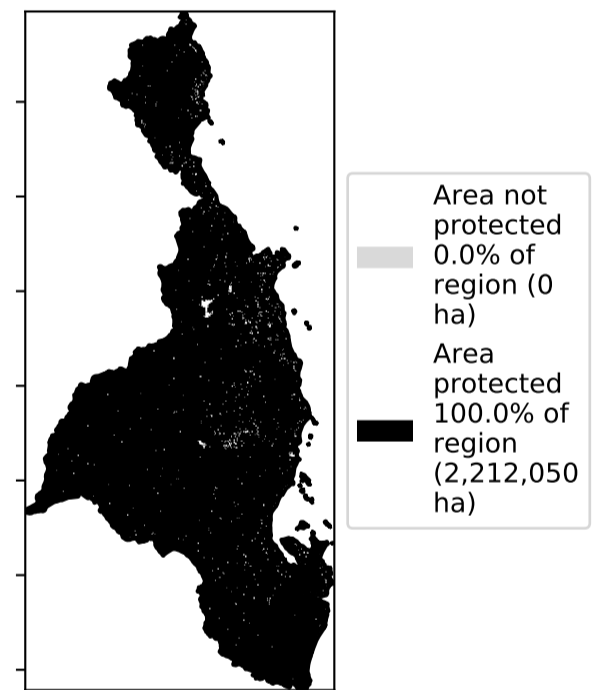 Area not
protected
0.0% of
region (0
ha)
Area
protected
100.0% of
region
(2,212,050
ha)